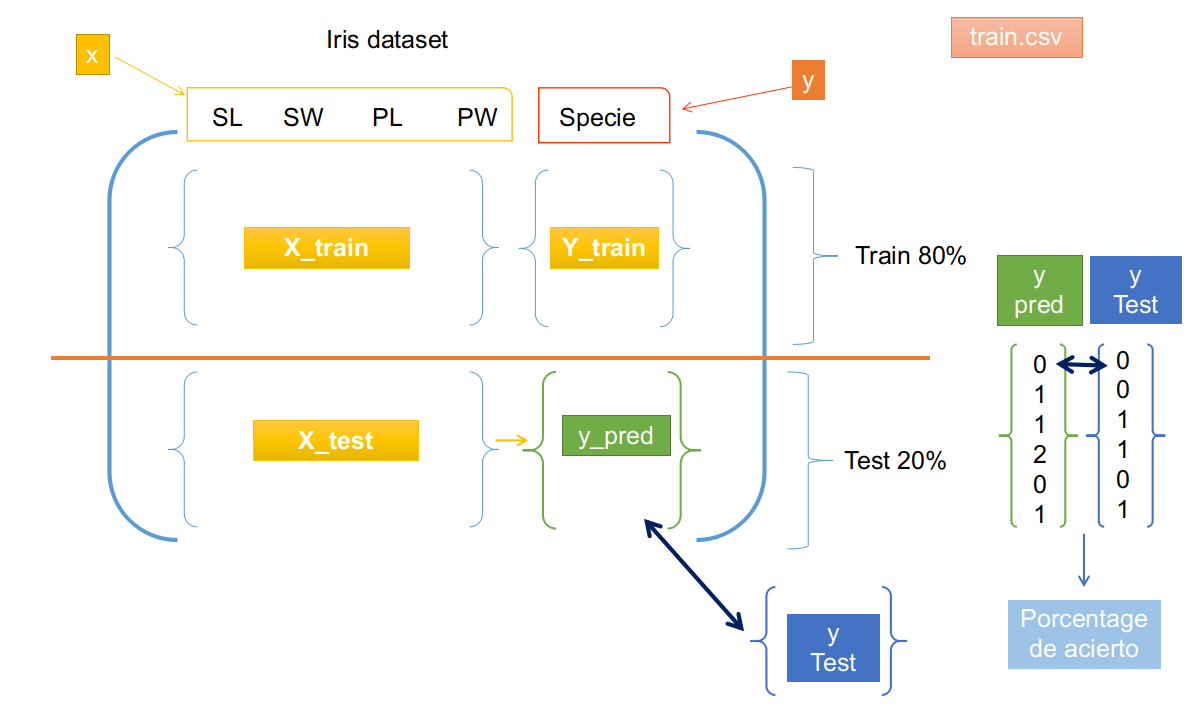 Iris dataset
train.csv
x
y
SL SW PL PW Specie
X_train Y_train
Train 80%
X_test y_pred
Test 20%
y
Test
y
pred
y
Test
0 0
1 0
1 1
2 1
0 0
1 1
Porcentage
de acierto